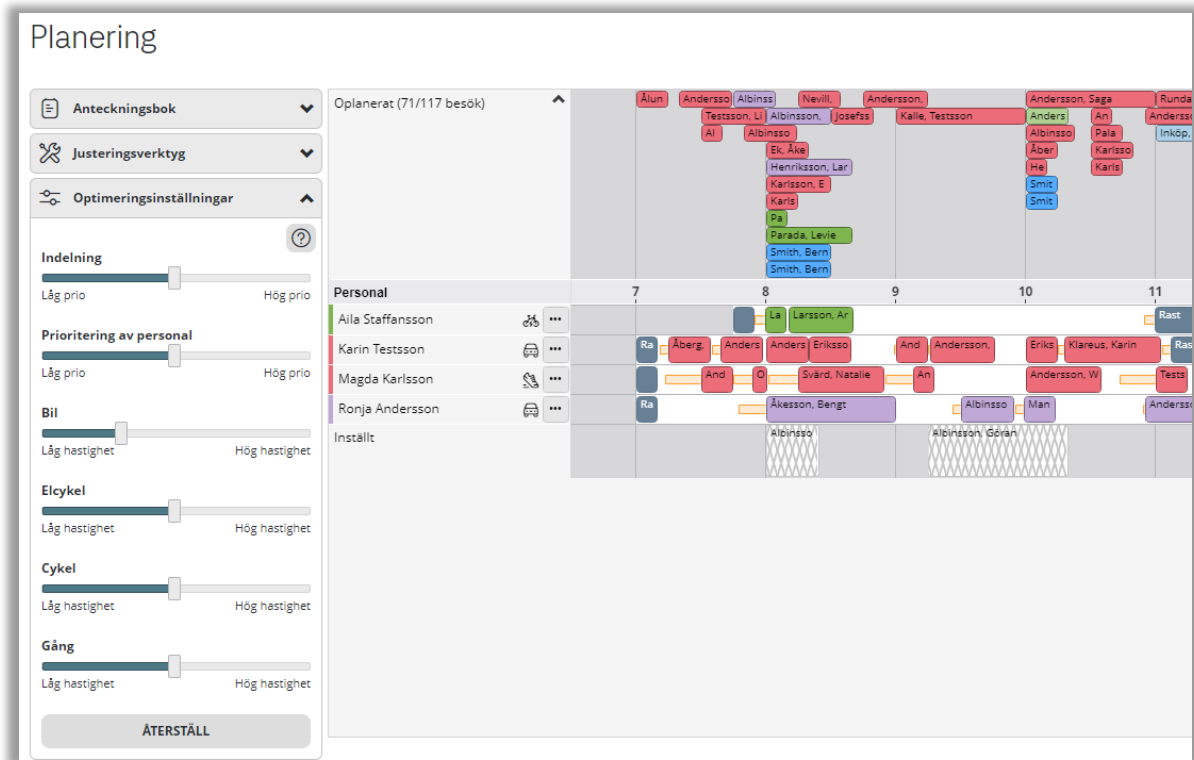 Planering
Anteckningsbok
Justeringsverktyg
Optimeringsinställningar
Indelning
Låg prio Hög prio
Prioritering av personal
Låg prio Hög prio
Bil
Låg hastighet Hög hastighet
Elcykel
Låg hastighet Hög hastighet
Cykel
Låg hastighet Hög hastighet
Gång
Låg hastighet Hög hastighet
ÅTERSTÄLL
Oplanerat (71/117 besök)
Ålun Andersso Albinss Nevill, Andersson, Andersson, Saga Runda
Testsson, Li Albinsson, Josefss Kalle, Testsson Anders An Andersso
Al Albinsso Albinsso Pala Inköp,
Ek, Åke Åber Karlsso
Henriksson, Lar He Karls
Karlsson, E Smit
Karls Smit
Pa
Parada, Levie
Smith, Bern
Smith, Bern
Personal 7 8 9 10 11
Aila Staffansson La Larsson, Ar Rast
Karin Testsson Ra Åberg, Anders Anders Eriksso And Andersson, Eriks Klareus, Karin Ras
Magda Karlsson And O Svärd, Natalie An Andersson, W Tests
Ronja Andersson Ra Åkesson, Bengt Albinsso Man Andersso
Inställt Albinsso Albinsson, Göran